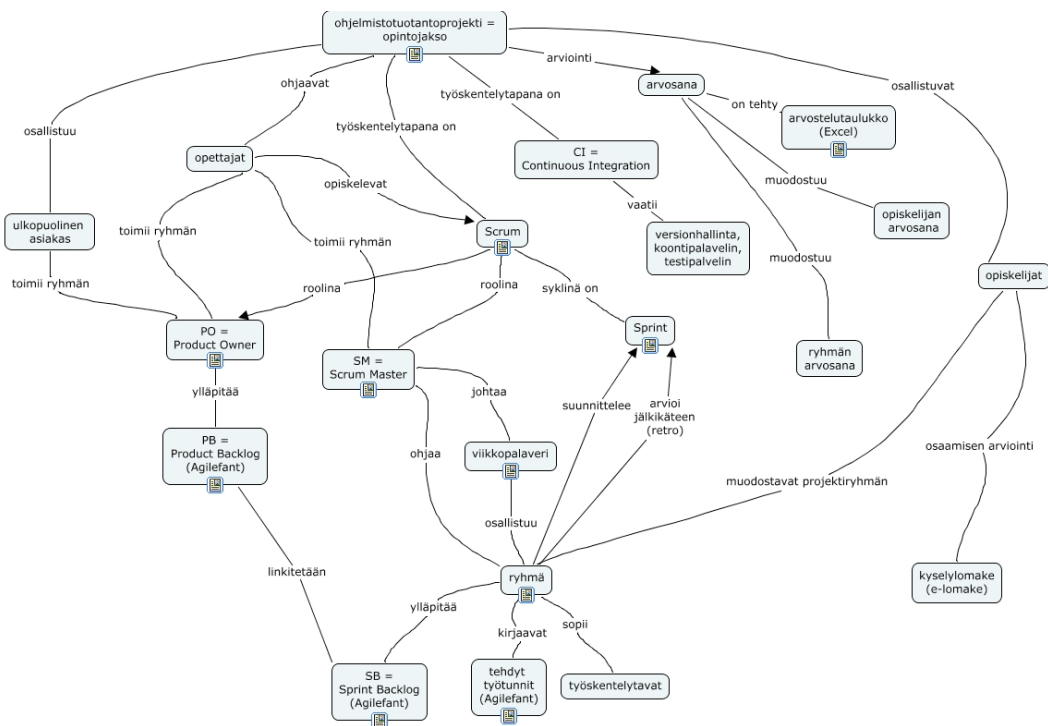 ohjelmistotuotantoprojekti =
opintojakso
arviointi
ohjaavat
arvosana
osallistuvat
työskentelytapana on
on tehty
arvostelutaulukko
(Excel)
osallistuu
työskentelytapana on
opettajat
CI =
Continuous Integration
opiskelevat
muodostuu
vaatii
ulkopuolinen
asiakas
toimii ryhmän
toimii ryhmän
Scrum
versionhallinta,
koontipalavelin,
testipalvelin
opiskelijan
arvosana
muodostuu
opiskelijat
toimii ryhmän
roolina
roolina
syklinä on
PO =
Product Owner
SM =
Scrum Master
Sprint
ryhmän
arvosana
ylläpitää
johtaa
suunnittelee
arvioi
jälkikäteen
(retro)
PB =
Product Backlog
(Agilefant)
ohjaa
viikkopalaveri
osaamisen arviointi
muodostavat projektiryhmän
osallistuu
linkitetään
ryhmä
kyselylomake
(e-lomake)
ylläpitää
kirjaavat
sopii
SB =
Sprint Backlog
(Agilefant)
tehdyt
työtunnit
(Agilefant)
työskentelytavat